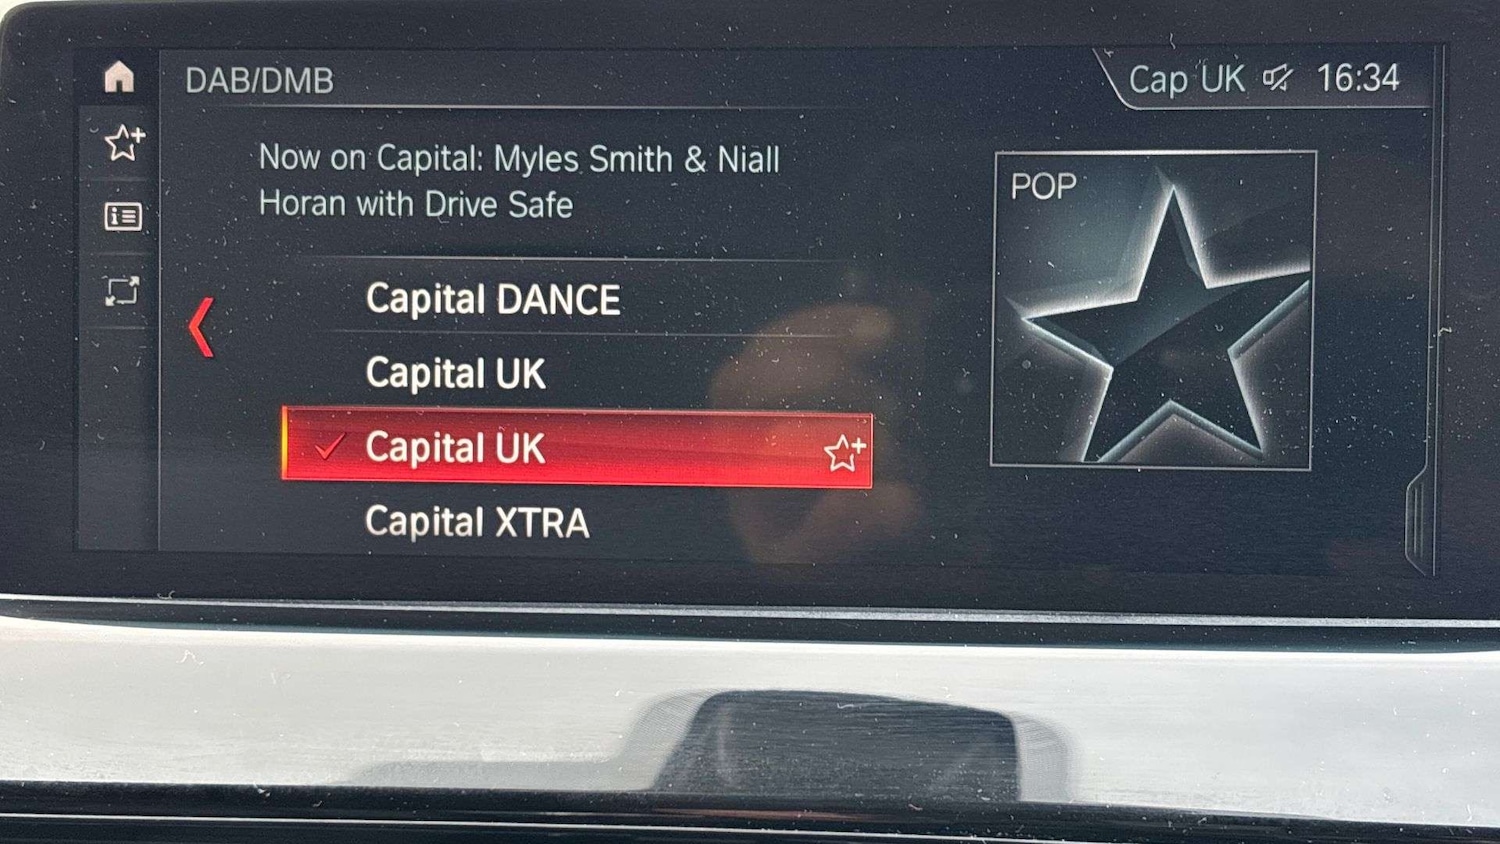 DAB/DMB
Cap UK 16:34
Now on Capital: Myles Smith & Niall
Horan with Drive Safe
POP
Capital DANCE
Capital UK
Capital UK
Capital XTRA